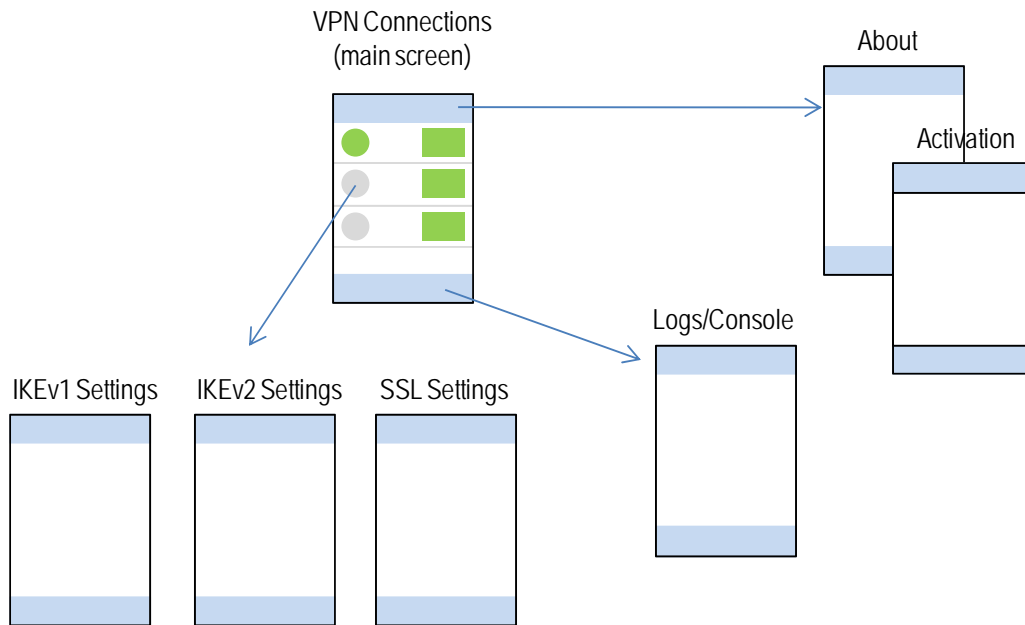 VPN Connections
(main screen)
About
Activation
Logs/Console
IKEv1 Settings
IKEv2 Settings
SSL Settings